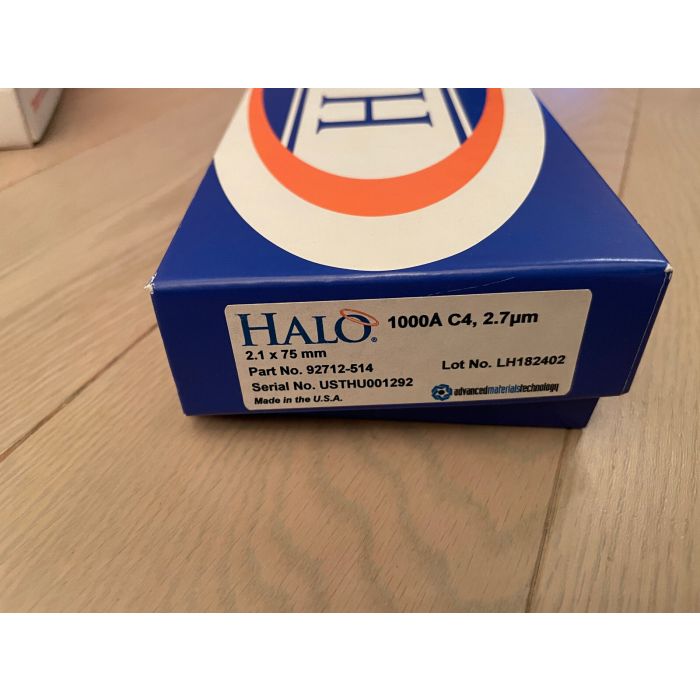 H
HALO® 1000Å C4, 2.7µm
2.1 x 75 mm
Part No. 92712-514
Lot No. LH182402
Serial No. USTHU001292
Made in the U.S.A.
advancedmaterialstechnology